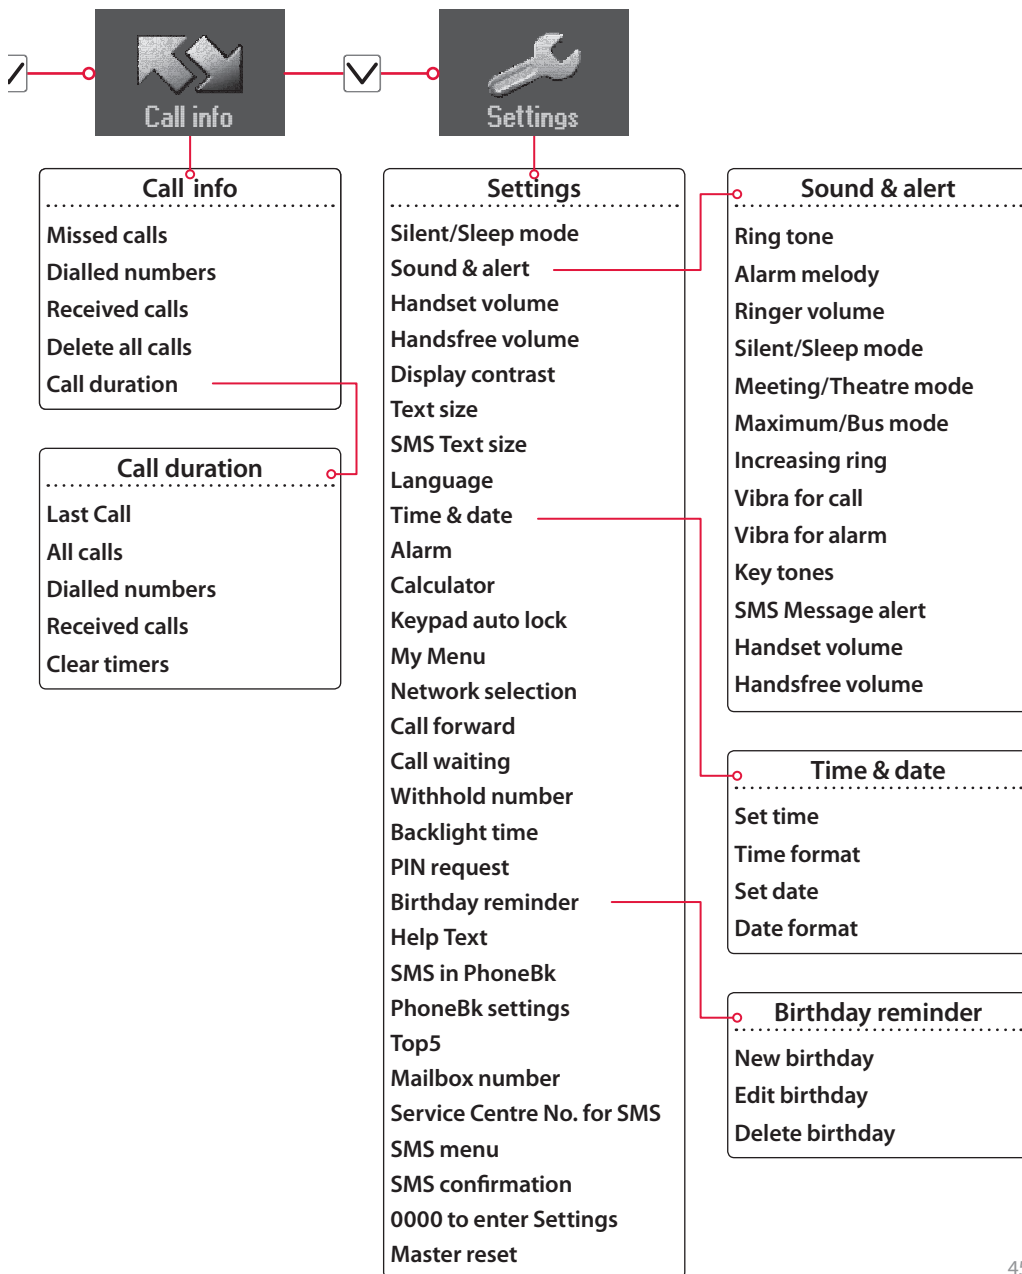 Call info
Settings
Call info
Missed calls
Dialled numbers
Received calls
Delete all calls
Call duration
Call duration
Last Call
All calls
Dialled numbers
Received calls
Clear timers
Settings
Silent/Sleep mode
Sound & alert
Handset volume
Handsfree volume
Display contrast
Text size
SMS Text size
Language
Time & date
Alarm
Calculator
Keypad auto lock
My Menu
Network selection
Call forward
Call waiting
Withhold number
Backlight time
PIN request
Birthday reminder
Help Text
SMS in PhoneBk
PhoneBk settings
Top5
Mailbox number
Service Centre No. for SMS
SMS menu
SMS confirmation
0000 to enter Settings
Master reset
Sound & alert
Ring tone
Alarm melody
Ringer volume
Silent/Sleep mode
Meeting/Theatre mode
Maximum/Bus mode
Increasing ring
Vibra for call
Vibra for alarm
Key tones
SMS Message alert
Handset volume
Handsfree volume
Time & date
Set time
Time format
Set date
Date format
Birthday reminder
New birthday
Edit birthday
Delete birthday
45